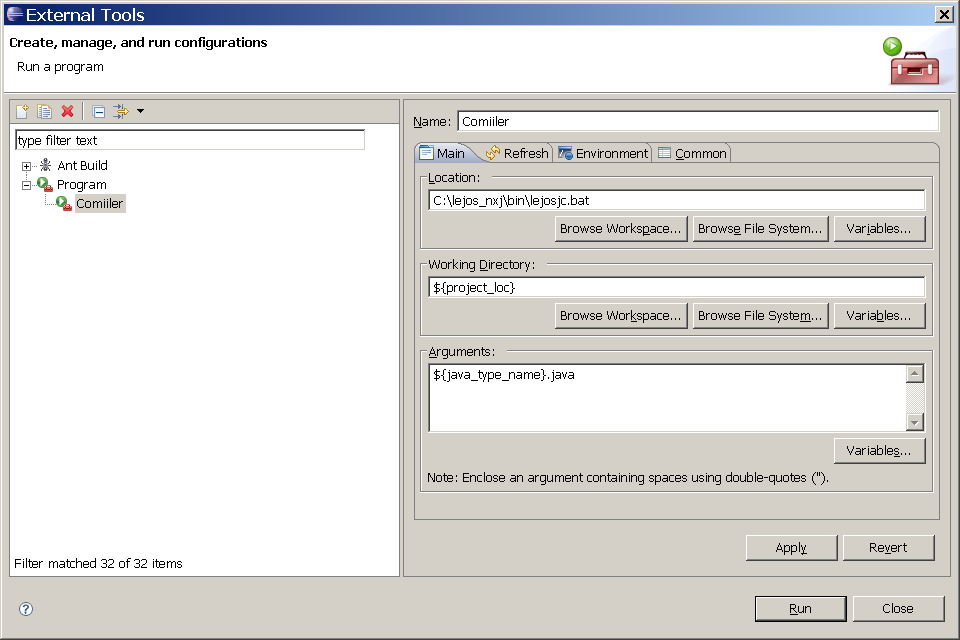 External Tools
Create, manage, and run configurations
Run a program
type filter text
Ant Build
Program
Comiiler
Filter matched 32 of 32 items
Name: Comiiler
Main Refresh Environment Common
Location:
C:\lejos_nxj\bin\lejosjc.bat
Browse Workspace... Browse File System... Variables...
Working Directory:
${project_loc}
Browse Workspace... Browse File System... Variables...
Arguments:
${java_type_name}.java
Variables...
Note: Enclose an argument containing spaces using double-quotes (").
Apply Revert
Run Close